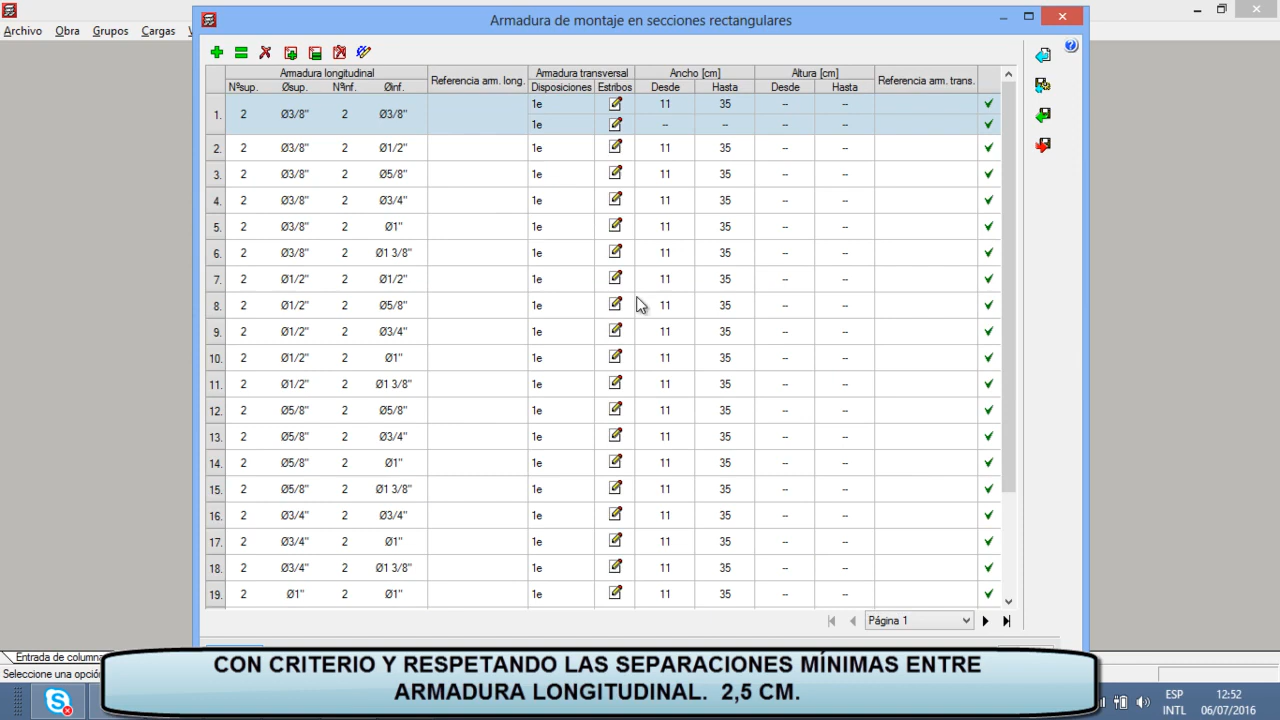 Armadura de montaje en secciones rectangulares
Archivo Obra Grupos Cargas
Armadura longitudinal Referencia arm. long. Armadura transversal Ancho [cm] Altura [cm] Referencia arm. trans.
Nºsup. Øsup. Nºinf. Øinf. Disposiciones Estribos Desde Hasta Desde Hasta
1. 2 Ø3/8" 2 Ø3/8" 1e 11 35 -- --
1e -- -- -- --
2. 2 Ø3/8" 2 Ø1/2" 1e 11 35 -- --
3. 2 Ø3/8" 2 Ø5/8" 1e 11 35 -- --
4. 2 Ø3/8" 2 Ø3/4" 1e 11 35 -- --
5. 2 Ø3/8" 2 Ø1" 1e 11 35 -- --
6. 2 Ø3/8" 2 Ø1 3/8" 1e 11 35 -- --
7. 2 Ø1/2" 2 Ø1/2" 1e 11 35 -- --
8. 2 Ø1/2" 2 Ø5/8" 1e 11 35 -- --
9. 2 Ø1/2" 2 Ø3/4" 1e 11 35 -- --
10. 2 Ø1/2" 2 Ø1" 1e 11 35 -- --
11. 2 Ø1/2" 2 Ø1 3/8" 1e 11 35 -- --
12. 2 Ø5/8" 2 Ø5/8" 1e 11 35 -- --
13. 2 Ø5/8" 2 Ø3/4" 1e 11 35 -- --
14. 2 Ø5/8" 2 Ø1" 1e 11 35 -- --
15. 2 Ø5/8" 2 Ø1 3/8" 1e 11 35 -- --
16. 2 Ø3/4" 2 Ø3/4" 1e 11 35 -- --
17. 2 Ø3/4" 2 Ø1" 1e 11 35 -- --
18. 2 Ø3/4" 2 Ø1 3/8" 1e 11 35 -- --
19. 2 Ø1" 2 Ø1" 1e 11 35 -- --
Página 1
Entrada de column
Seleccione una opció
CON CRITERIO Y RESPETANDO LAS SEPARACIONES MÍNIMAS ENTRE
ARMADURA LONGITUDINAL. 2,5 CM.
ESP 12:52
INTL 06/07/2016